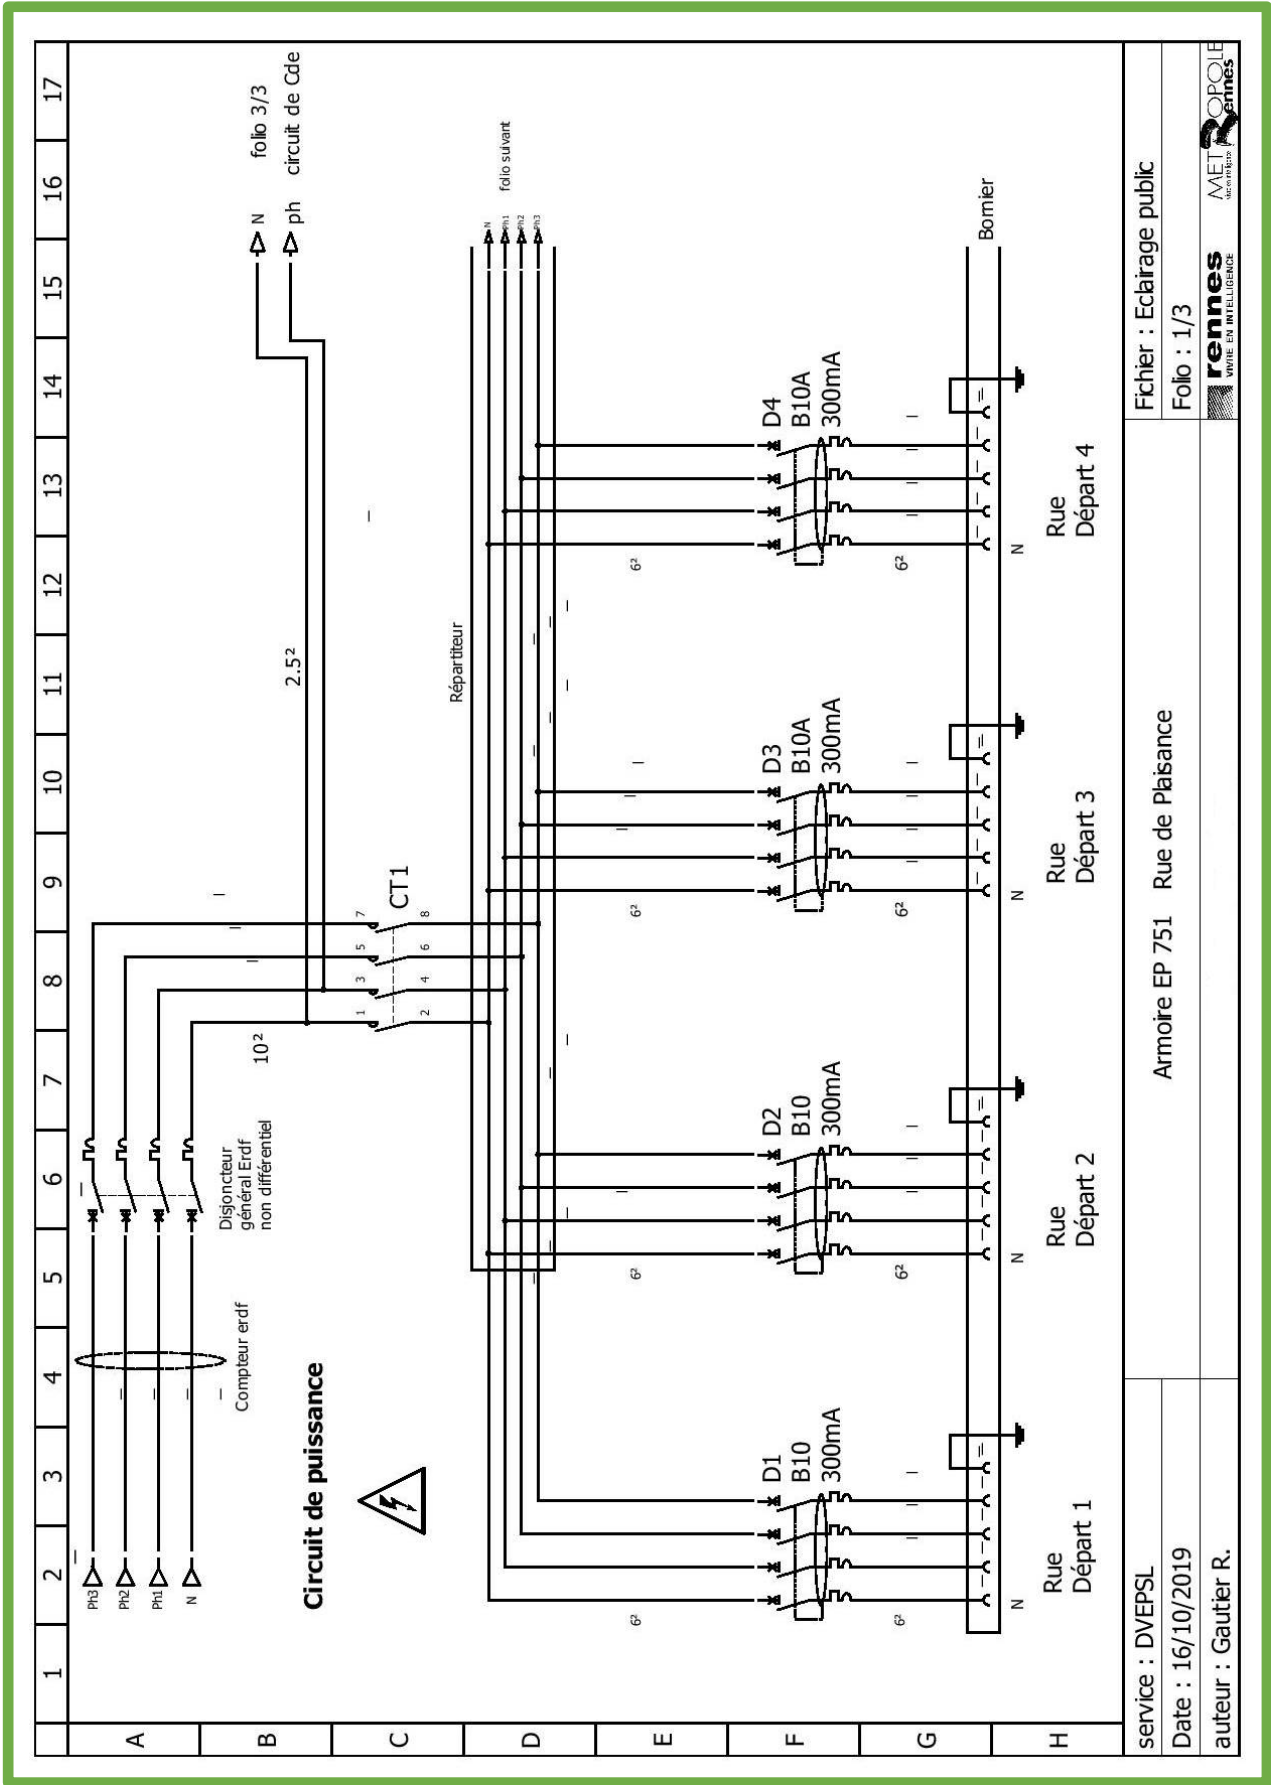 1 2 3 4 5 6 7 8 9 10 11 12 13 14 15 16 17
A
B
C
D
E
F
G
H
Ph3
Ph2
Ph1
N
Compteur erdf
Disjoncteur
général Erdf
non différentiel
10²
2.5²
N folio 3/3
ph circuit de Cde
Circuit de puissance
1 3 5 7
CT1
2 4 6 8
Répartiteur
N
Ph1
Ph2
Ph3
folio suivant
6² 6² 6² 6²
D1
B10
300mA
D2
B10
300mA
D3
B10A
300mA
D4
B10A
300mA
6² 6² 6² 6²
Bornier
N N N N
Rue
Départ 1
Rue
Départ 2
Rue
Départ 3
Rue
Départ 4
service : DVEPSL
Date : 16/10/2019
auteur : Gautier R.
Armoire EP 751 Rue de Plaisance
Fichier : Eclairage public
Folio : 1/3
rennes
VIVRE EN INTELLIGENCE
METROPOLE
Rennes